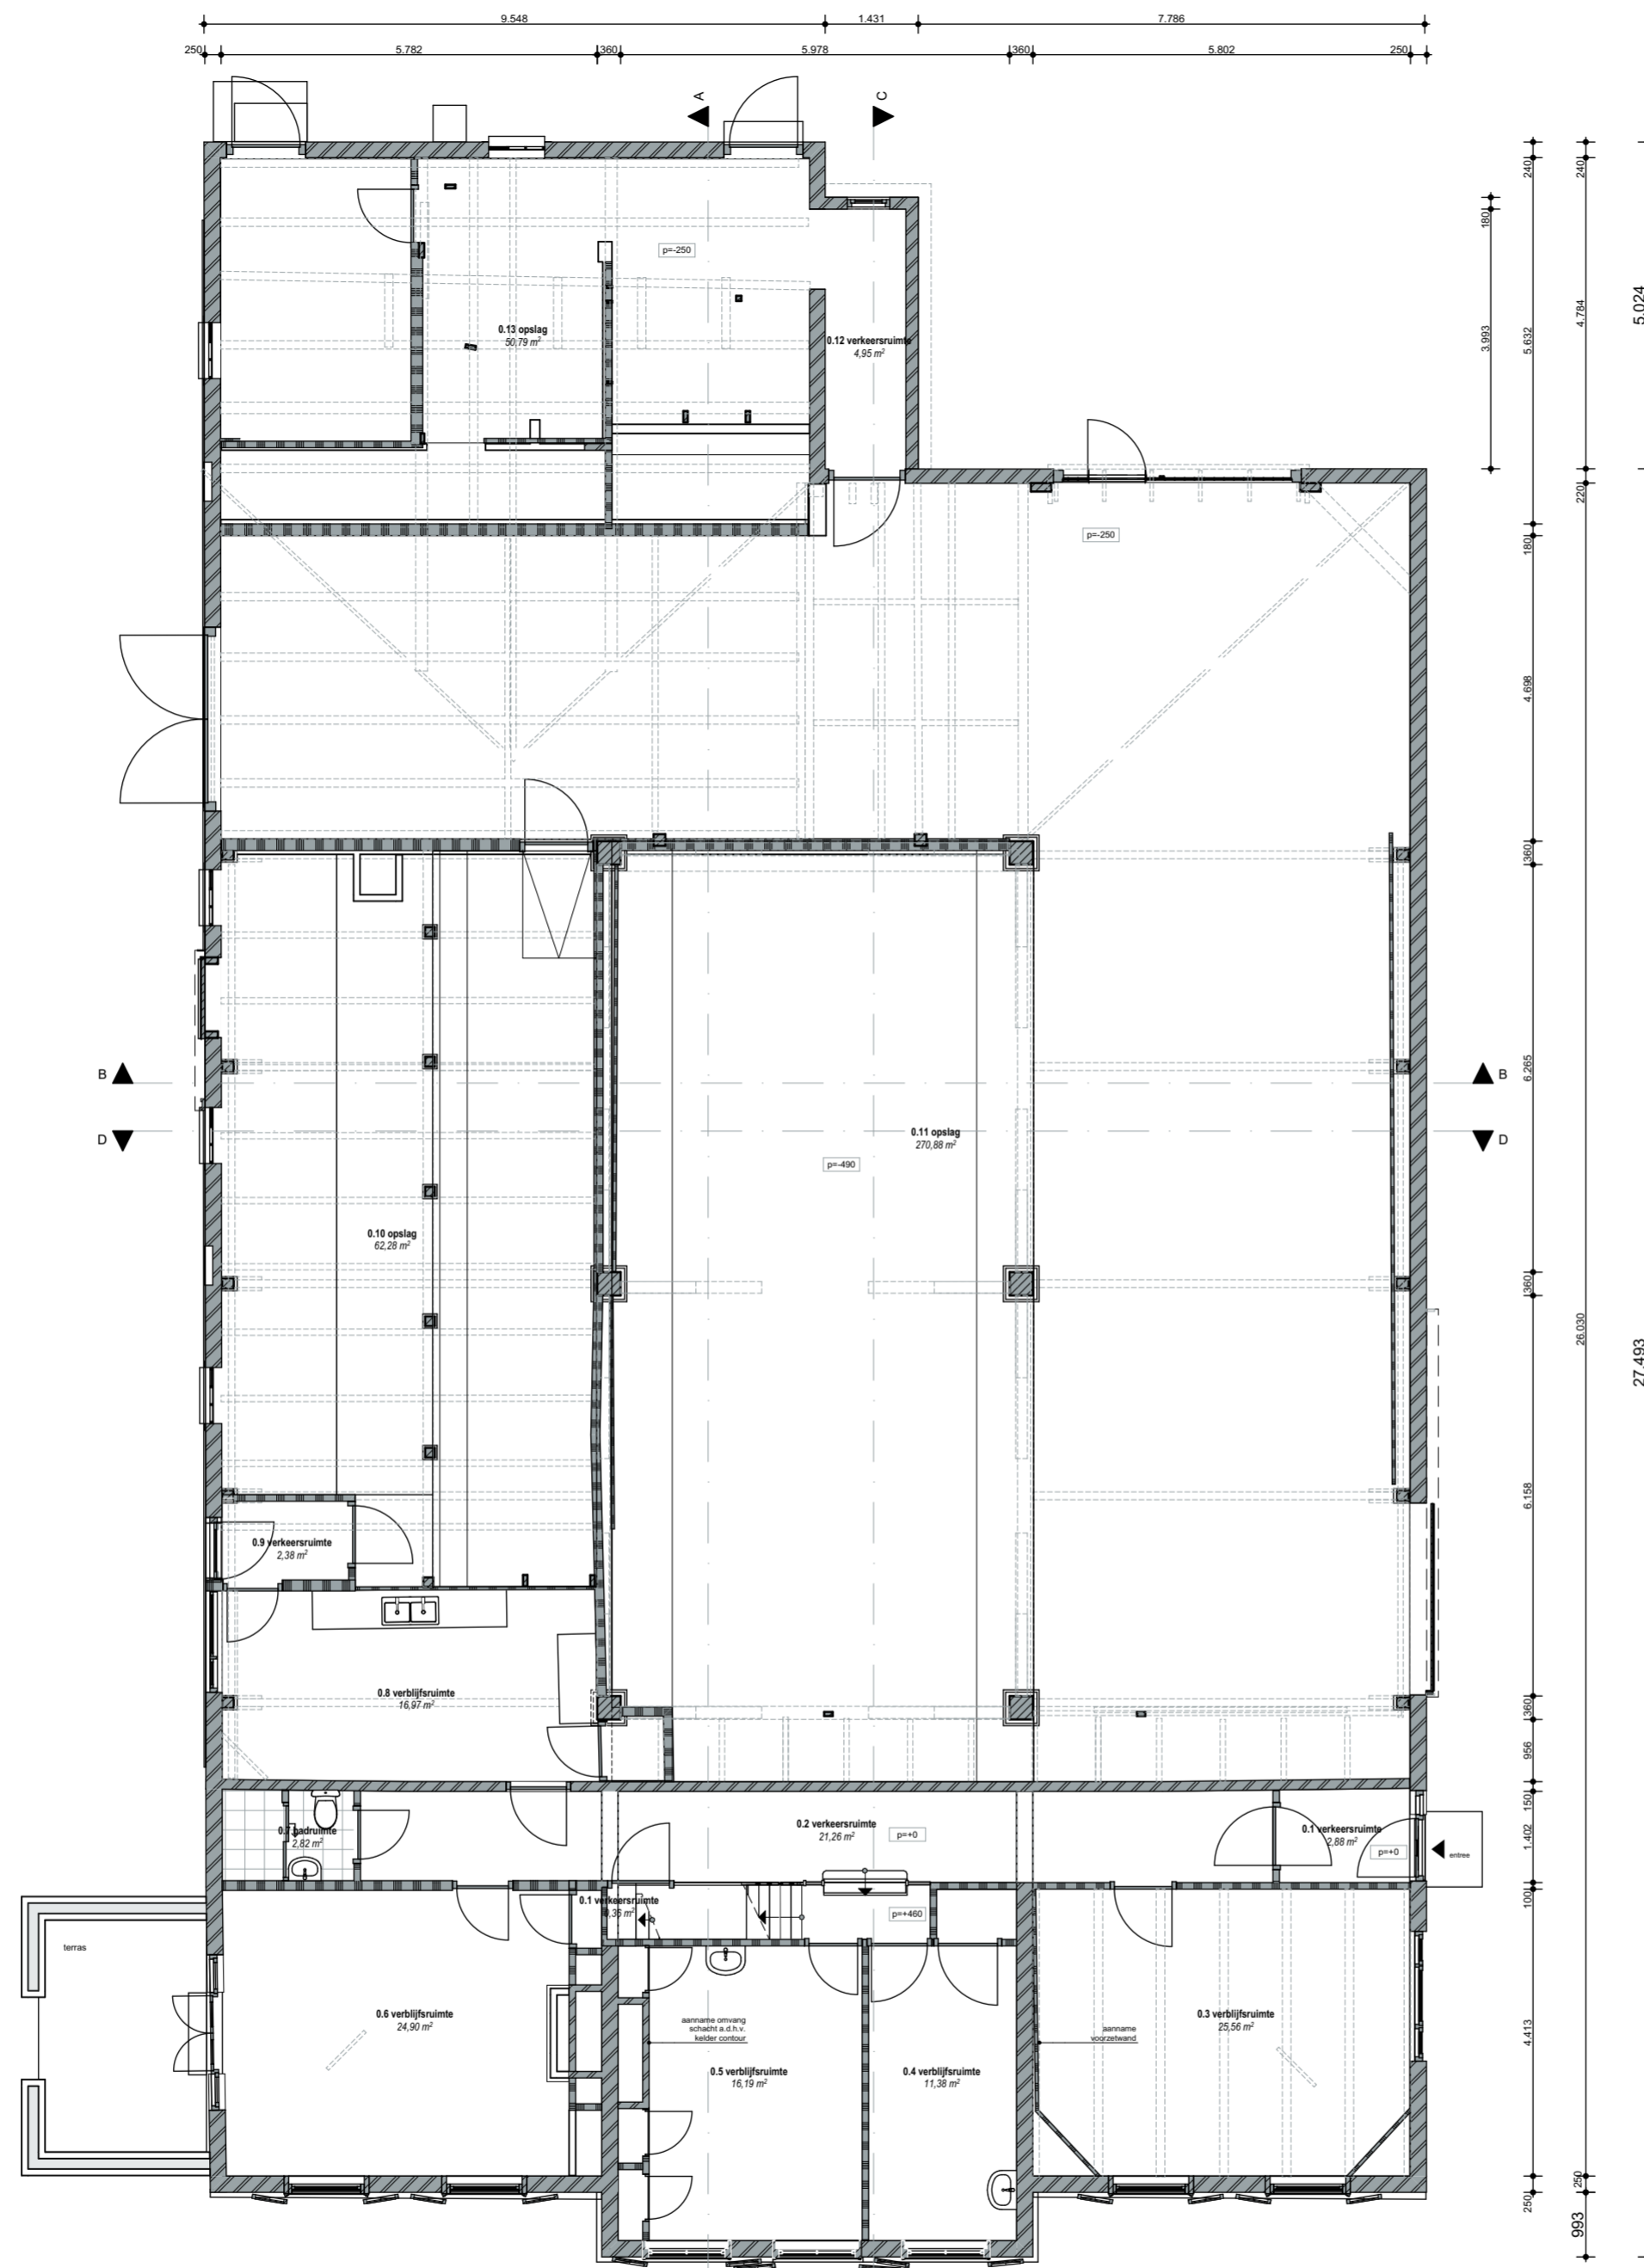 9.548 1.431 7.786
250 5.782 360 5.978 360 5.802 250
A C
240 240
180
p=-250
5.024
4.784
0.13 opslag
50,79 m²
0.12 verkeersruimte
4,95 m²
3.993
5.632
220
p=-250
180
4.698
360
B B
6.265
0.11 opslag
270,88 m²
D D
p=-490
0.10 opslag
62,28 m²
360
26.030
27.493
6.158
0.9 verkeersruimte
2,38 m²
0.8 verblijfsruimte
16,97 m²
360
956
150
0.7 badruimte
2,82 m²
0.2 verkeersruimte
21,26 m²
p=+0
0.1 verkeersruimte
2,88 m²
p=+0
entree
1.402
0.1 verkeersruimte
p=+460
100
terras
0.6 verblijfsruimte
24,90 m²
aanname omvang
schacht a.d.h.v.
kelder contour
aanname
voorzetwand
0.3 verblijfsruimte
25,56 m²
4.413
0.5 verblijfsruimte
16,19 m²
0.4 verblijfsruimte
11,38 m²
250
250
993